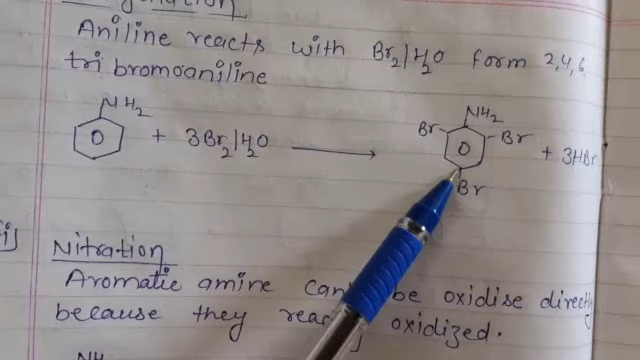 Aniline reacts with Br2/H2O form 2,4,6
tri bromoaniline
NH2 + 3Br2/H2O → NH2 Br Br Br + 3HBr
Nitration
Aromatic amine be oxidise directly
because they oxidized.
NH